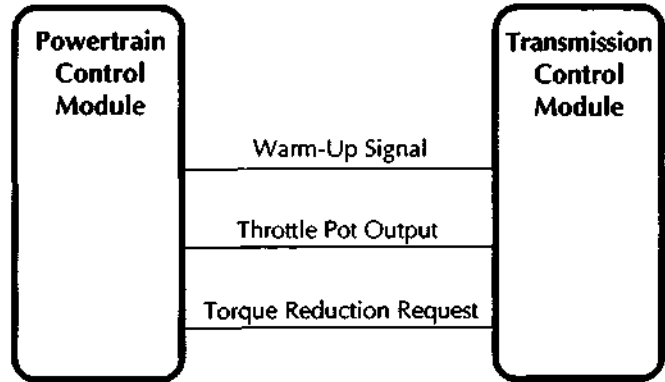 Powertrain
Control
Module
Transmission
Control
Module
Warm-Up Signal
Throttle Pot Output
Torque Reduction Request